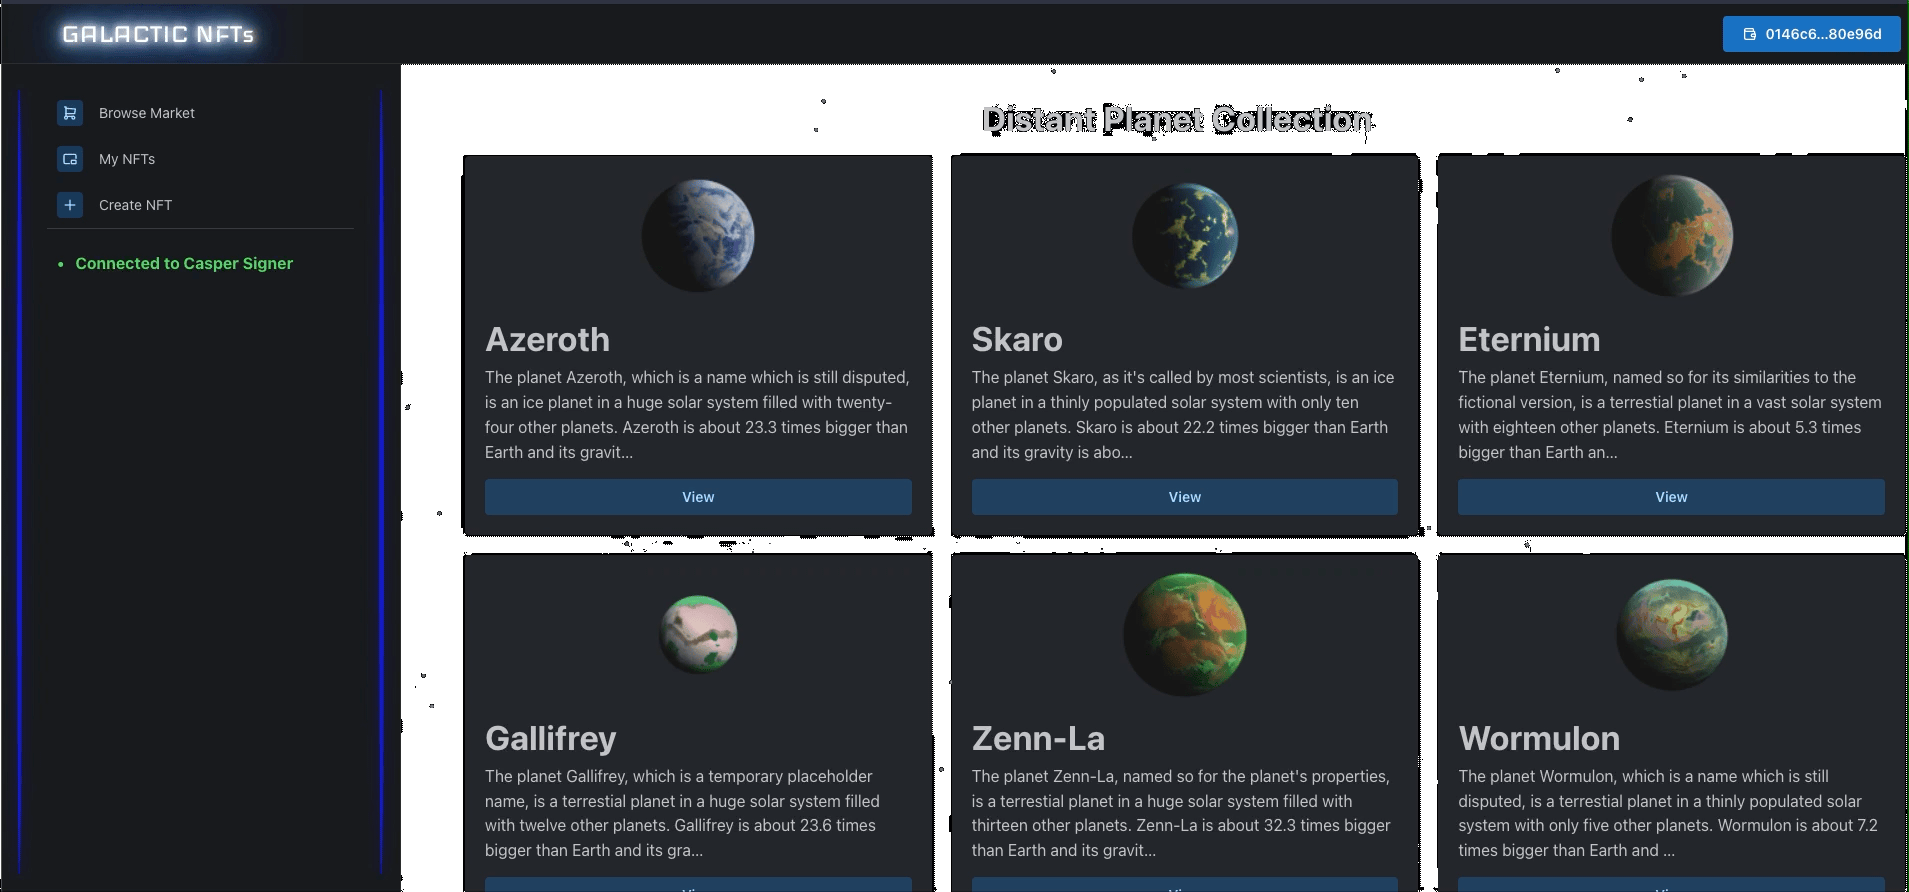 GALACTIC NFTs
0146c6...80e96d
Browse Market
My NFTs
Create NFT
• Connected to Casper Signer
Distant Planet Collection
Azeroth
The planet Azeroth, which is a name which is still disputed,
is an ice planet in a huge solar system filled with twenty-
four other planets. Azeroth is about 23.3 times bigger than
Earth and its gravit...
View
Skaro
The planet Skaro, as it's called by most scientists, is an ice
planet in a thinly populated solar system with only ten
other planets. Skaro is about 22.2 times bigger than Earth
and its gravity is abo...
View
Eternium
The planet Eternium, named so for its similarities to the
fictional version, is a terrestial planet in a vast solar system
with eighteen other planets. Eternium is about 5.3 times
bigger than Earth an...
View
Gallifrey
The planet Gallifrey, which is a temporary placeholder
name, is a terrestial planet in a huge solar system filled
with twelve other planets. Gallifrey is about 23.6 times
bigger than Earth and its gra...
Zenn-La
The planet Zenn-La, named so for the planet's properties,
is a terrestial planet in a huge solar system filled with
thirteen other planets. Zenn-La is about 32.3 times bigger
than Earth and its gravit...
Wormulon
The planet Wormulon, which is a name which is still
disputed, is a terrestial planet in a thinly populated solar
system with only five other planets. Wormulon is about 7.2
times bigger than Earth and ...